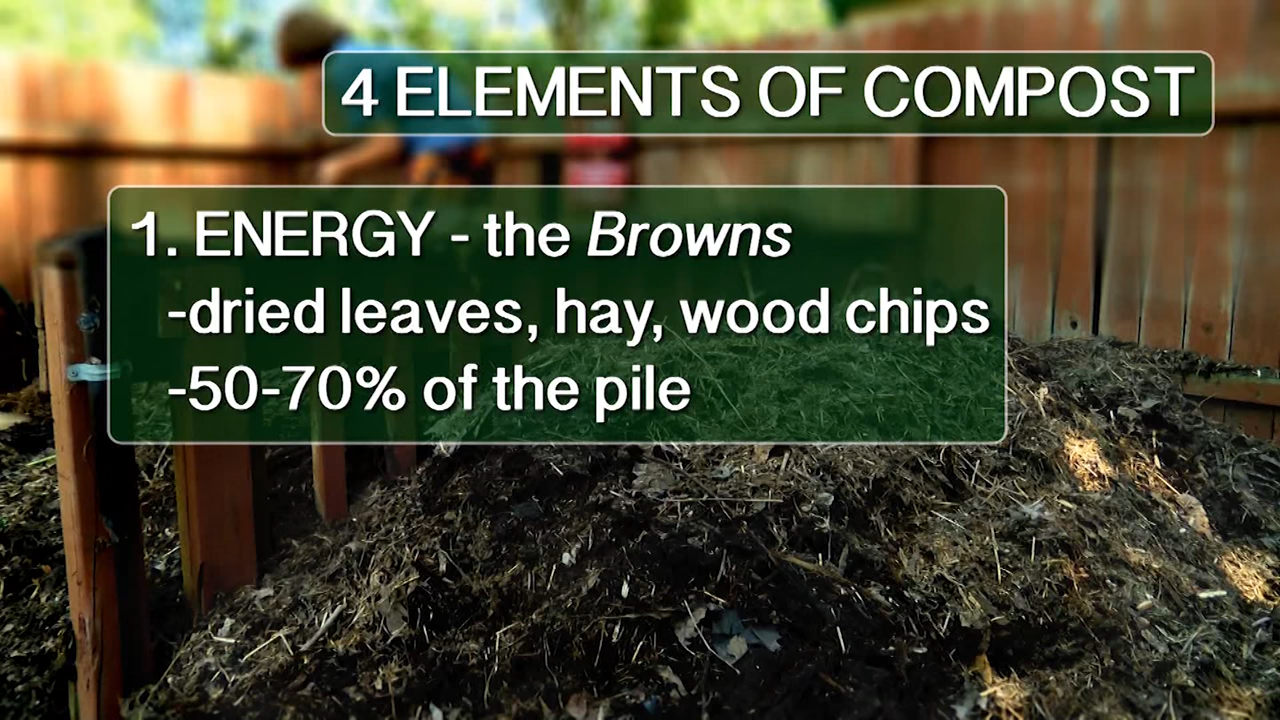 4 ELEMENTS OF COMPOST
1. ENERGY - the Browns
-dried leaves, hay, wood chips
-50-70% of the pile